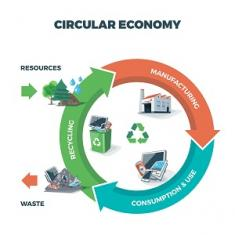 CIRCULAR ECONOMY
RESOURCES
MANUFACTURING
RECYCLING
CONSUMPTION & USE
WASTE